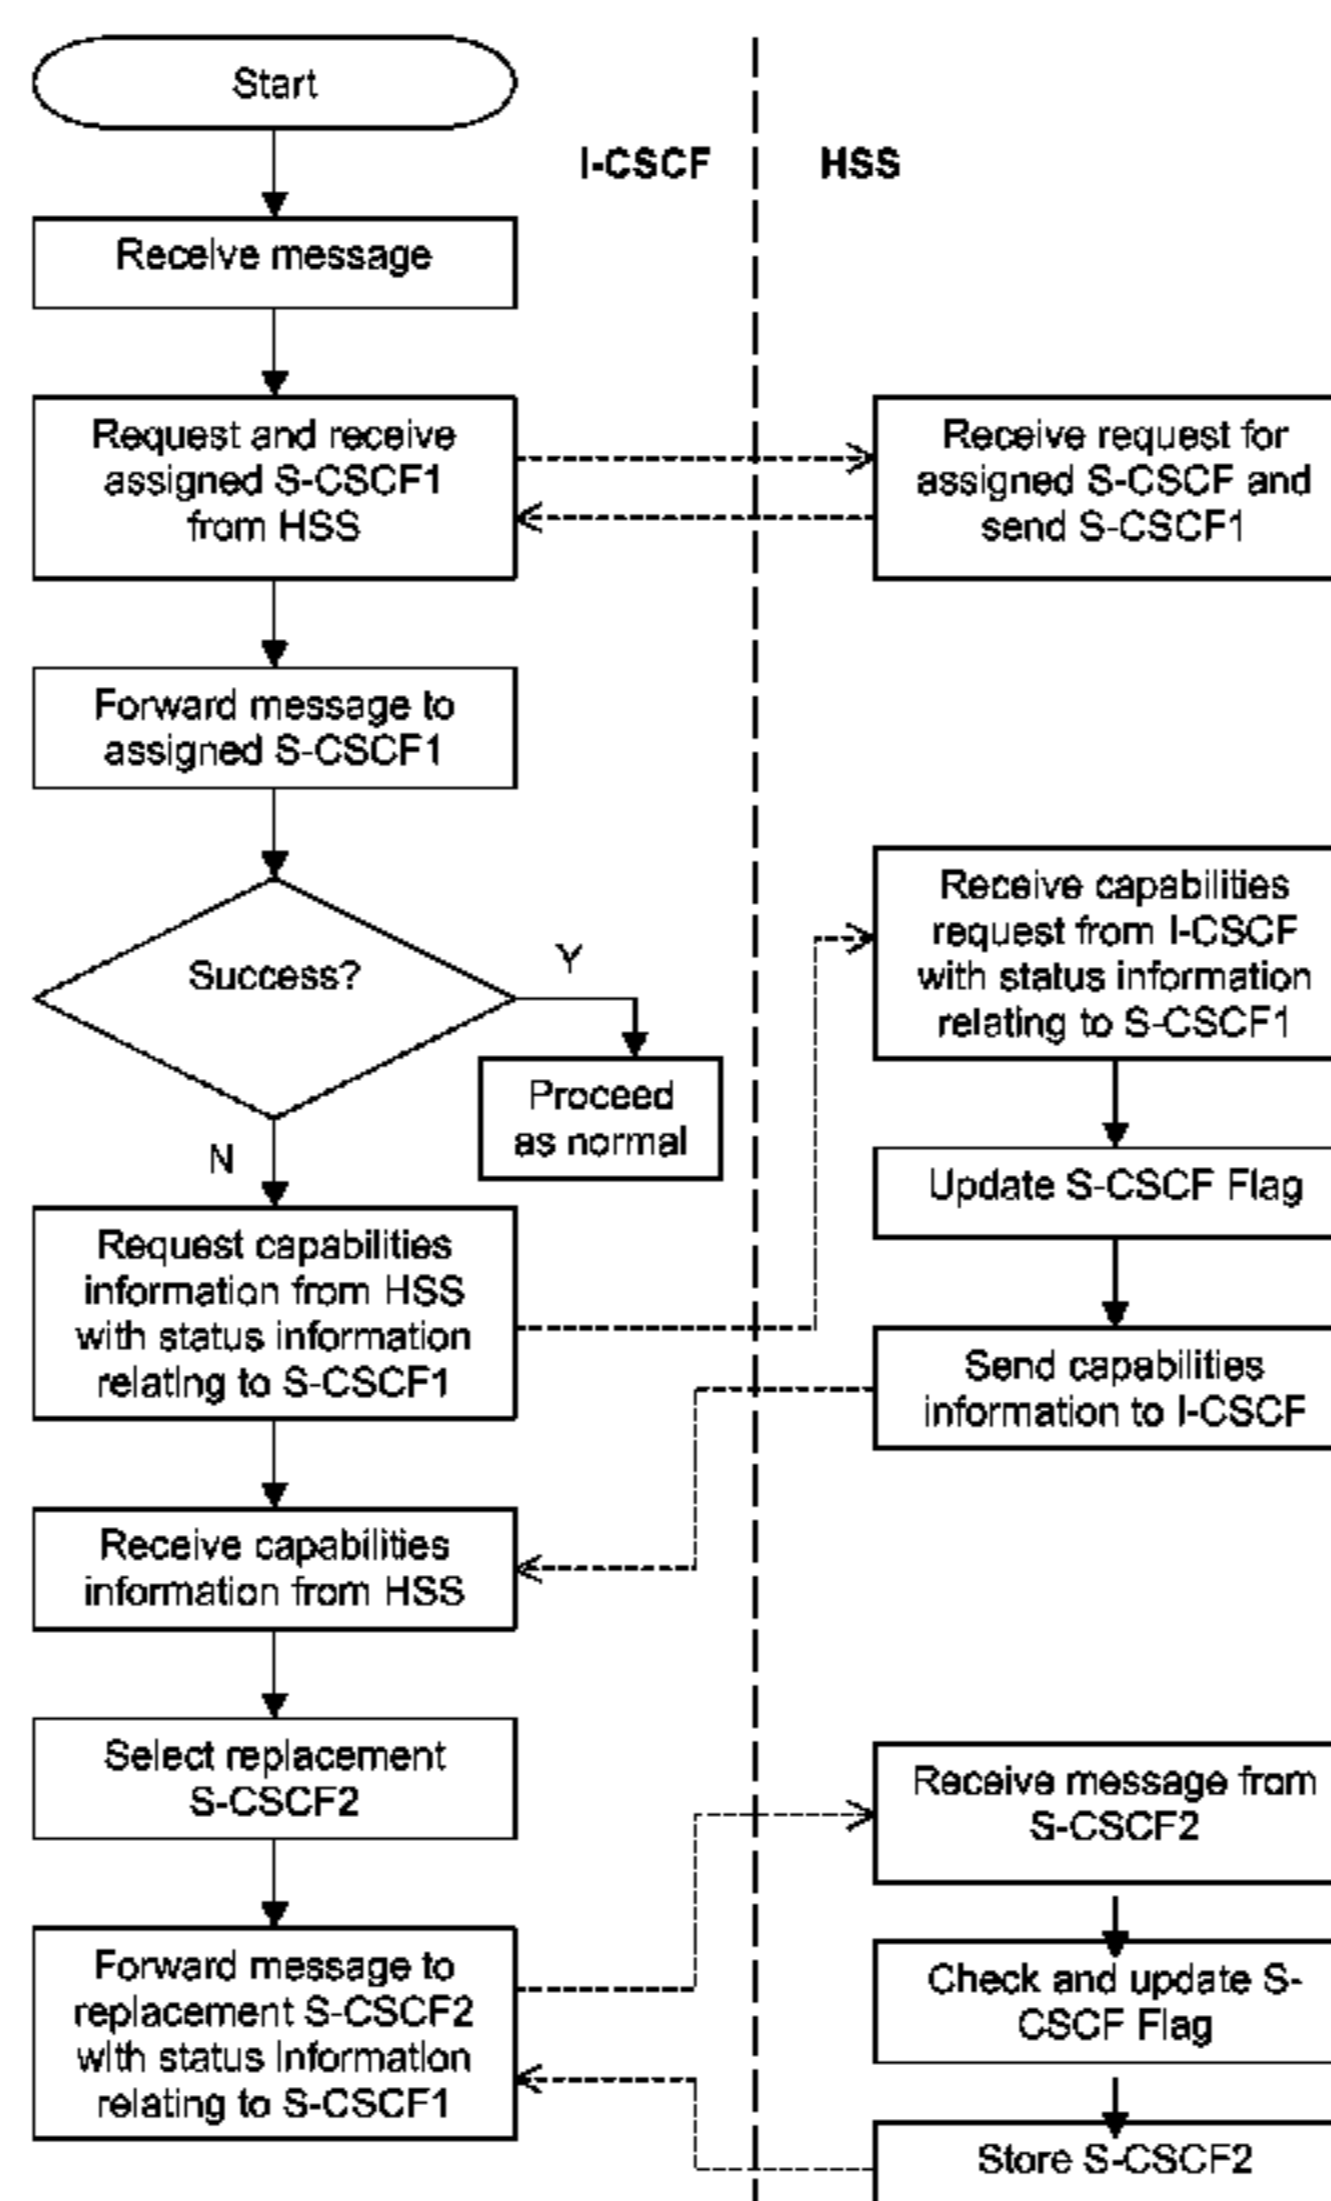 Start
I-CSCF
HSS
Receive message
Request and receive
assigned S-CSCF1
from HSS
Receive request for
assigned S-CSCF and
send S-CSCF1
Forward message to
assigned S-CSCF1
Success?
Y
Proceed
as normal
N
Receive capabilities
request from I-CSCF
with status information
relating to S-CSCF1
Update S-CSCF Flag
Request capabilities
information from HSS
with status information
relating to S-CSCF1
Send capabilities
information to I-CSCF
Receive capabilities
information from HSS
Select replacement
S-CSCF2
Receive message from
S-CSCF2
Forward message to
replacement S-CSCF2
with status information
relating to S-CSCF1
Check and update S-
CSCF Flag
Store S-CSCF2